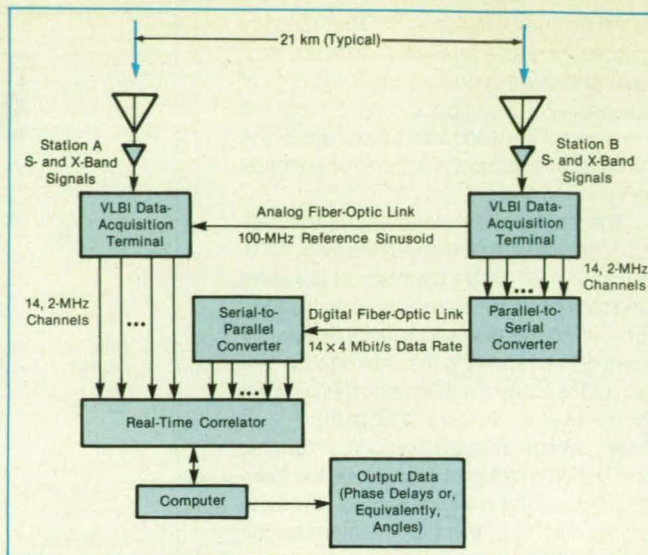 21 km (Typical)
Station A
S- and X-Band
Signals
Station B
S- and X-Band
Signals
VLBI Data-
Acquisition
Terminal
Analog Fiber-Optic Link
100-MHz Reference Sinusoid
VLBI Data-
Acquisition
Terminal
14, 2-MHz
Channels
14, 2-MHz
Channels
Serial-to-
Parallel
Converter
Digital Fiber-Optic Link
14 × 4 Mbit/s Data Rate
Parallel-to-
Serial
Converter
Real-Time Correlator
Computer
Output Data
(Phase Delays or,
Equivalently,
Angles)